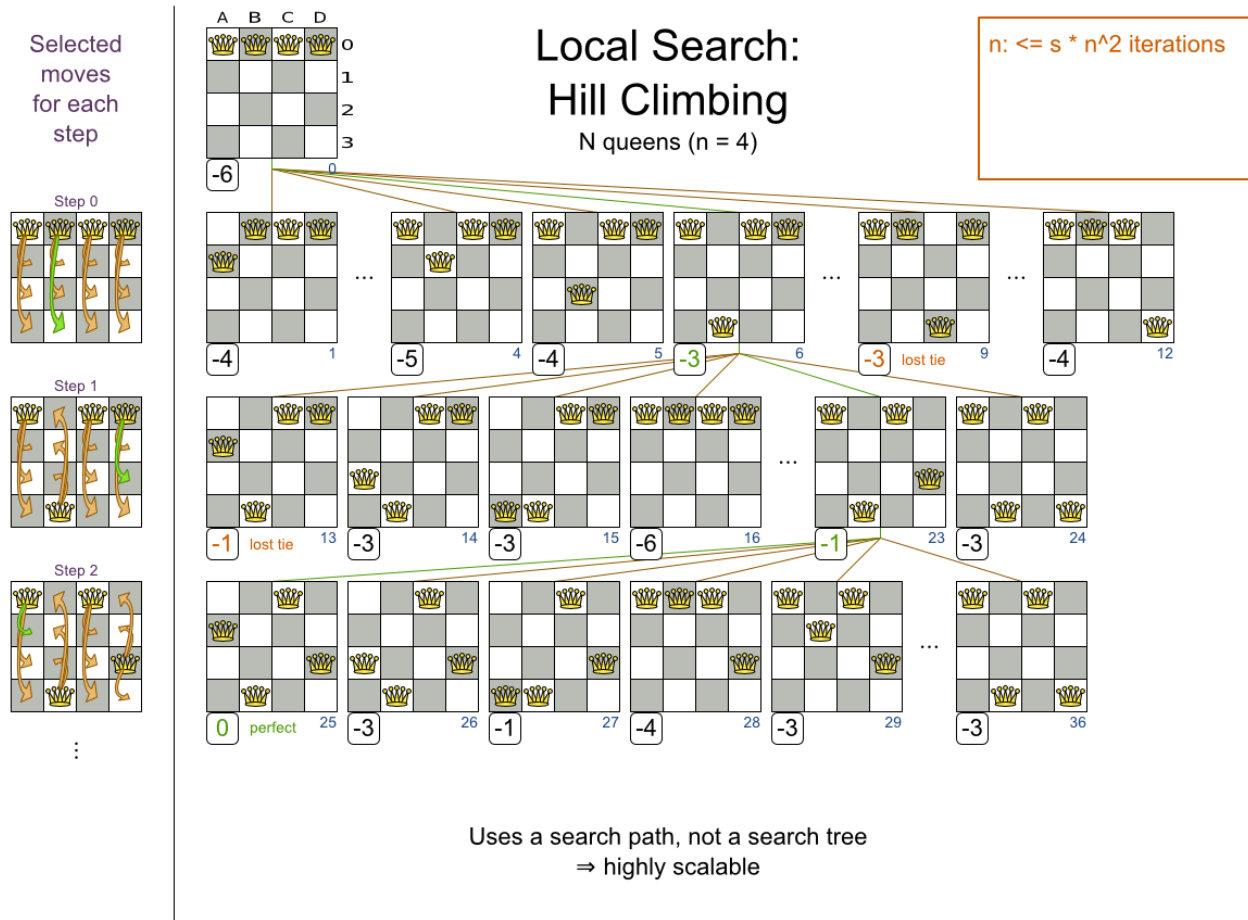 Selected
moves
for each
step
A B C D
0
1
2
3
-6
0
Local Search:
Hill Climbing
N queens (n = 4)
n: <= s * n^2 iterations
Step 0
-4
1
...
-5
4
-4
5
-3
6
...
-3
lost tie
9
...
-4
12
Step 1
-1
lost tie
13
-3
14
-3
15
-6
16
...
-1
23
-3
24
Step 2
0
perfect
25
-3
26
-1
27
-4
28
-3
29
...
-3
36
⋮
Uses a search path, not a search tree
⇒ highly scalable